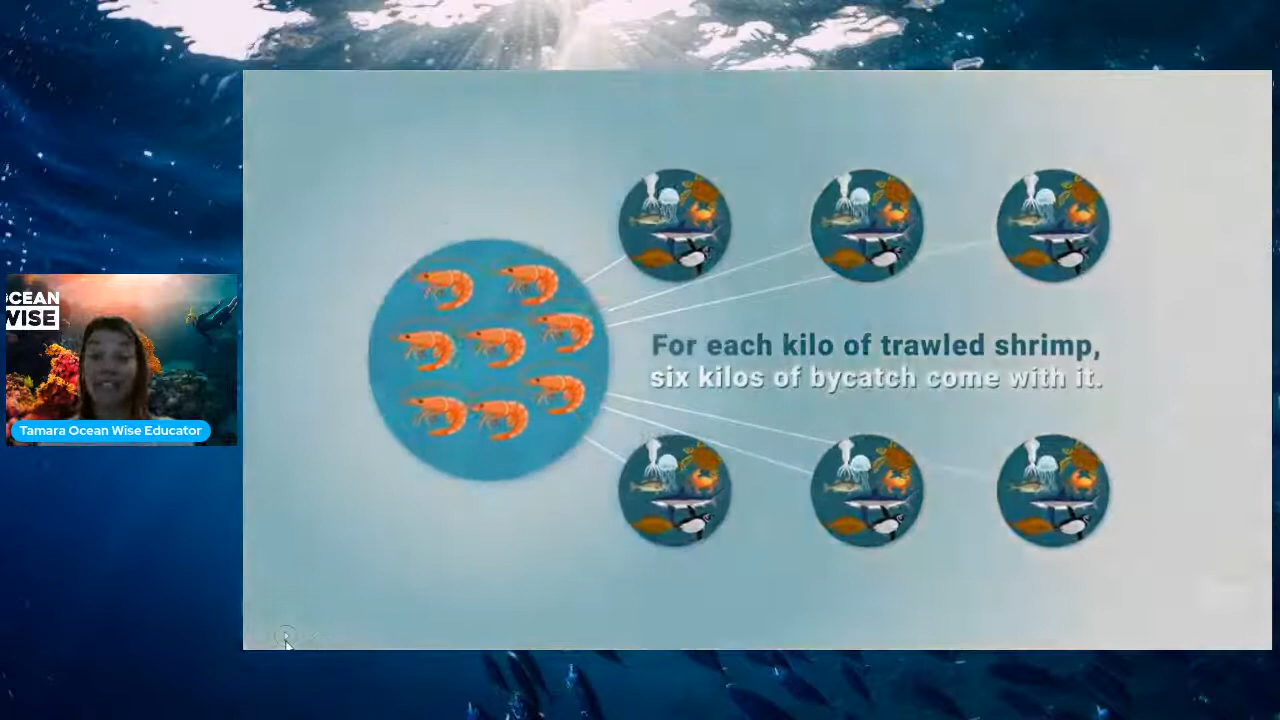 OCEAN
WISE
Tamara Ocean Wise Educator
For each kilo of trawled shrimp,
six kilos of bycatch come with it.